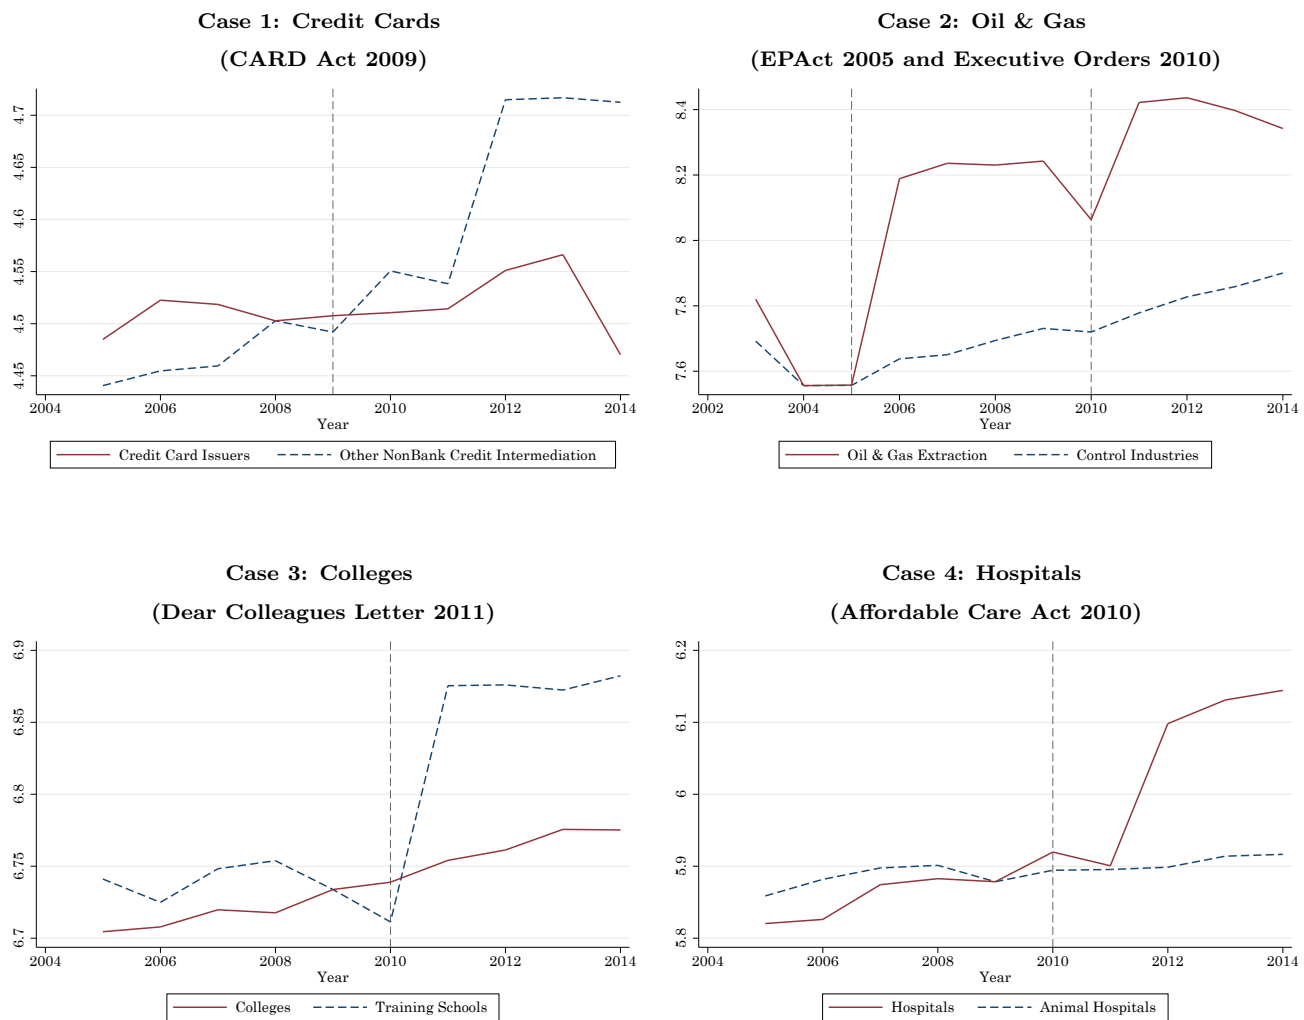 Case 1: Credit Cards
(CARD Act 2009)
4.7
4.65
4.6
4.55
4.5
4.45
2004 2006 2008 2010 2012 2014
Year
Credit Card Issuers Other NonBank Credit Intermediation
Case 2: Oil & Gas
(EPAct 2005 and Executive Orders 2010)
8.4
8.2
8
7.8
7.6
2002 2004 2006 2008 2010 2012 2014
Year
Oil & Gas Extraction Control Industries
Case 3: Colleges
(Dear Colleagues Letter 2011)
6.9
6.85
6.8
6.75
6.7
2004 2006 2008 2010 2012 2014
Year
Colleges Training Schools
Case 4: Hospitals
(Affordable Care Act 2010)
6.2
6.1
6
5.9
5.8
2004 2006 2008 2010 2012 2014
Year
Hospitals Animal Hospitals